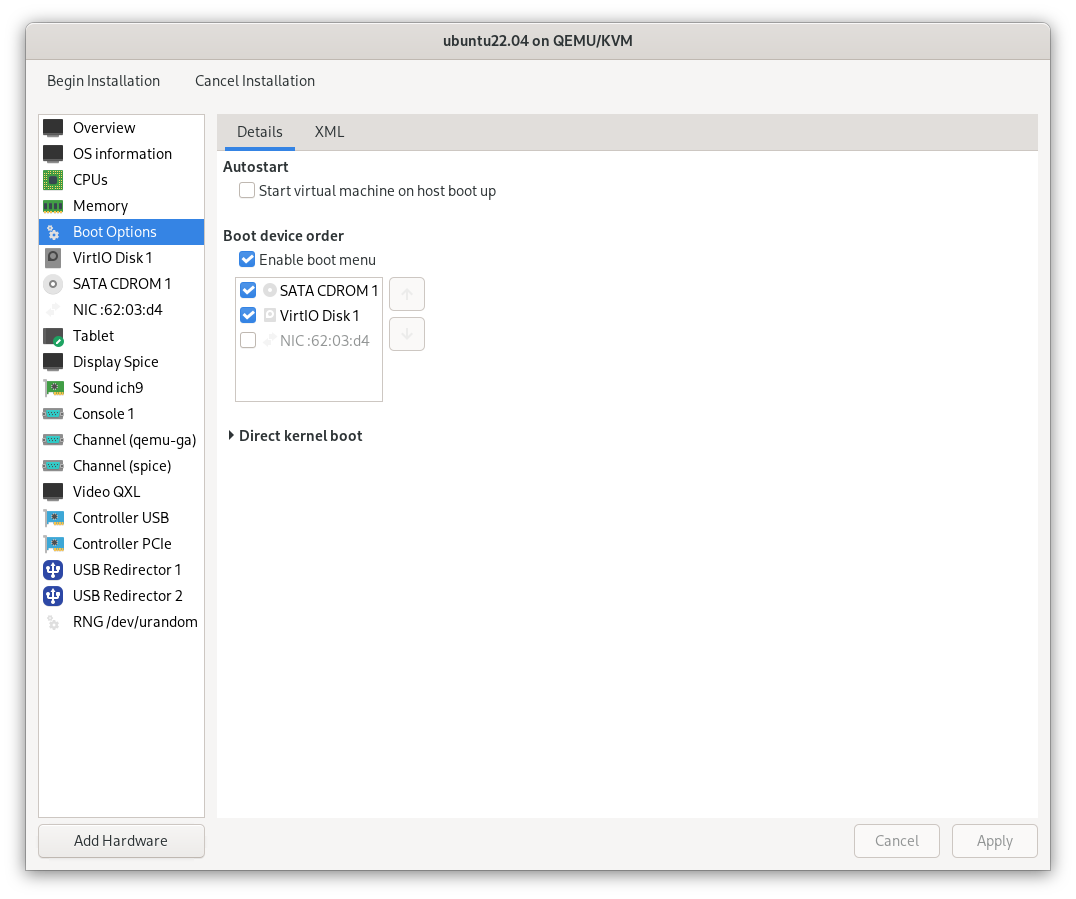 ubuntu22.04 on QEMU/KVM
Begin Installation Cancel Installation
Overview
OS information
CPUs
Memory
Boot Options
VirtIO Disk 1
SATA CDROM 1
NIC :62:03:d4
Tablet
Display Spice
Sound ich9
Console 1
Channel (qemu-ga)
Channel (spice)
Video QXL
Controller USB
Controller PCIe
USB Redirector 1
USB Redirector 2
RNG /dev/urandom
Add Hardware
Details XML
Autostart
Start virtual machine on host boot up
Boot device order
Enable boot menu
SATA CDROM 1
VirtIO Disk 1
NIC :62:03:d4
Direct kernel boot
Cancel Apply